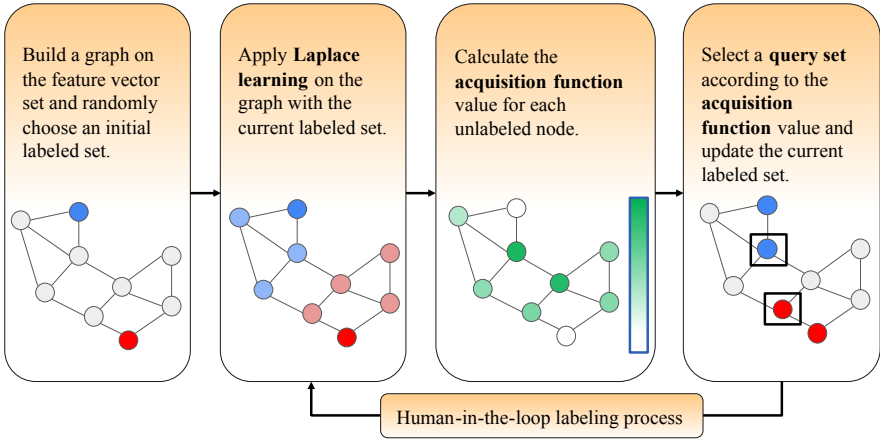 Build a graph on
the feature vector
set and randomly
choose an initial
labeled set.
Apply Laplace
learning on the
graph with the
current labeled set.
Calculate the
acquisition function
value for each
unlabeled node.
Select a query set
according to the
acquisition
function value and
update the current
labeled set.
Human-in-the-loop labeling process